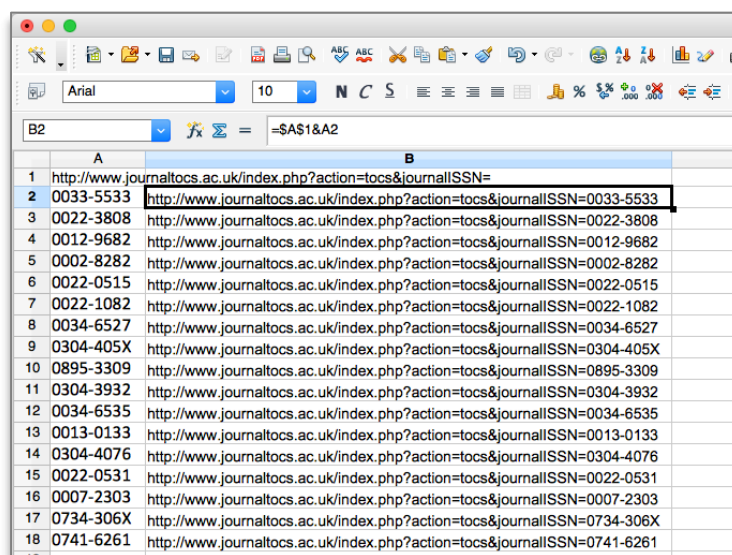 ABC ABC
Arial 10 N C S % $% .000 .000
B2 = =$A$1&A2
A B
1 http://www.journaltocs.ac.uk/index.php?action=tocs&journalISSN=
2 0033-5533 http://www.journaltocs.ac.uk/index.php?action=tocs&journalISSN=0033-5533
3 0022-3808 http://www.journaltocs.ac.uk/index.php?action=tocs&journalISSN=0022-3808
4 0012-9682 http://www.journaltocs.ac.uk/index.php?action=tocs&journalISSN=0012-9682
5 0002-8282 http://www.journaltocs.ac.uk/index.php?action=tocs&journalISSN=0002-8282
6 0022-0515 http://www.journaltocs.ac.uk/index.php?action=tocs&journalISSN=0022-0515
7 0022-1082 http://www.journaltocs.ac.uk/index.php?action=tocs&journalISSN=0022-1082
8 0034-6527 http://www.journaltocs.ac.uk/index.php?action=tocs&journalISSN=0034-6527
9 0304-405X http://www.journaltocs.ac.uk/index.php?action=tocs&journalISSN=0304-405X
10 0895-3309 http://www.journaltocs.ac.uk/index.php?action=tocs&journalISSN=0895-3309
11 0304-3932 http://www.journaltocs.ac.uk/index.php?action=tocs&journalISSN=0304-3932
12 0034-6535 http://www.journaltocs.ac.uk/index.php?action=tocs&journalISSN=0034-6535
13 0013-0133 http://www.journaltocs.ac.uk/index.php?action=tocs&journalISSN=0013-0133
14 0304-4076 http://www.journaltocs.ac.uk/index.php?action=tocs&journalISSN=0304-4076
15 0022-0531 http://www.journaltocs.ac.uk/index.php?action=tocs&journalISSN=0022-0531
16 0007-2303 http://www.journaltocs.ac.uk/index.php?action=tocs&journalISSN=0007-2303
17 0734-306X http://www.journaltocs.ac.uk/index.php?action=tocs&journalISSN=0734-306X
18 0741-6261 http://www.journaltocs.ac.uk/index.php?action=tocs&journalISSN=0741-6261